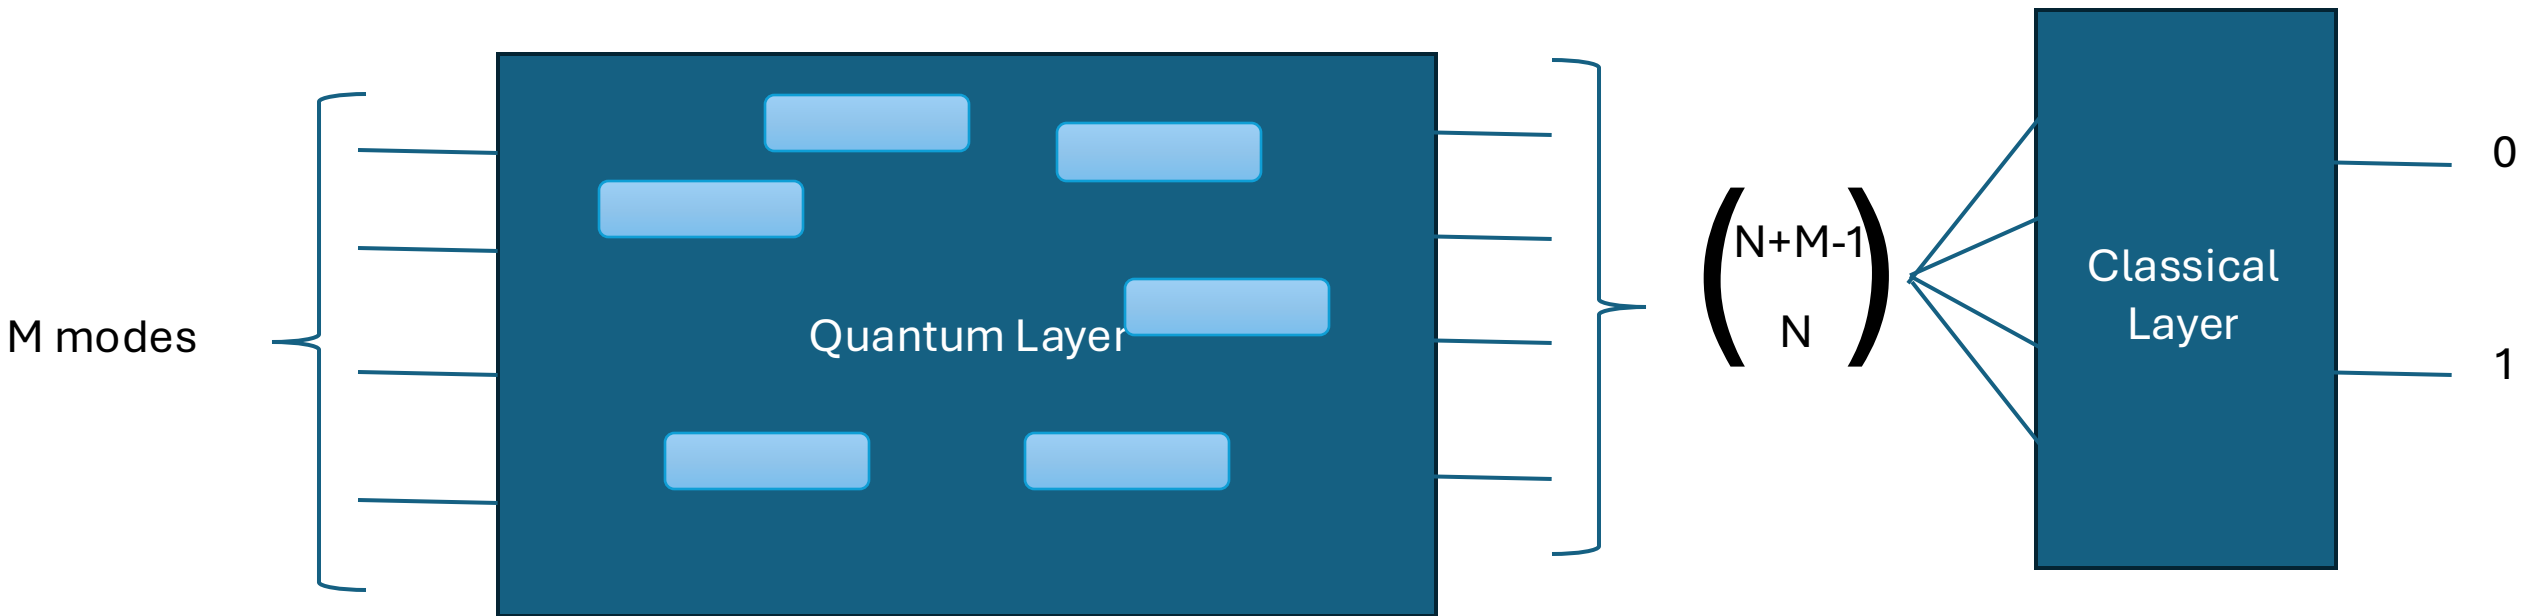 M modes
Quantum Layer
(N+M-1
N)
Classical
Layer
0
1